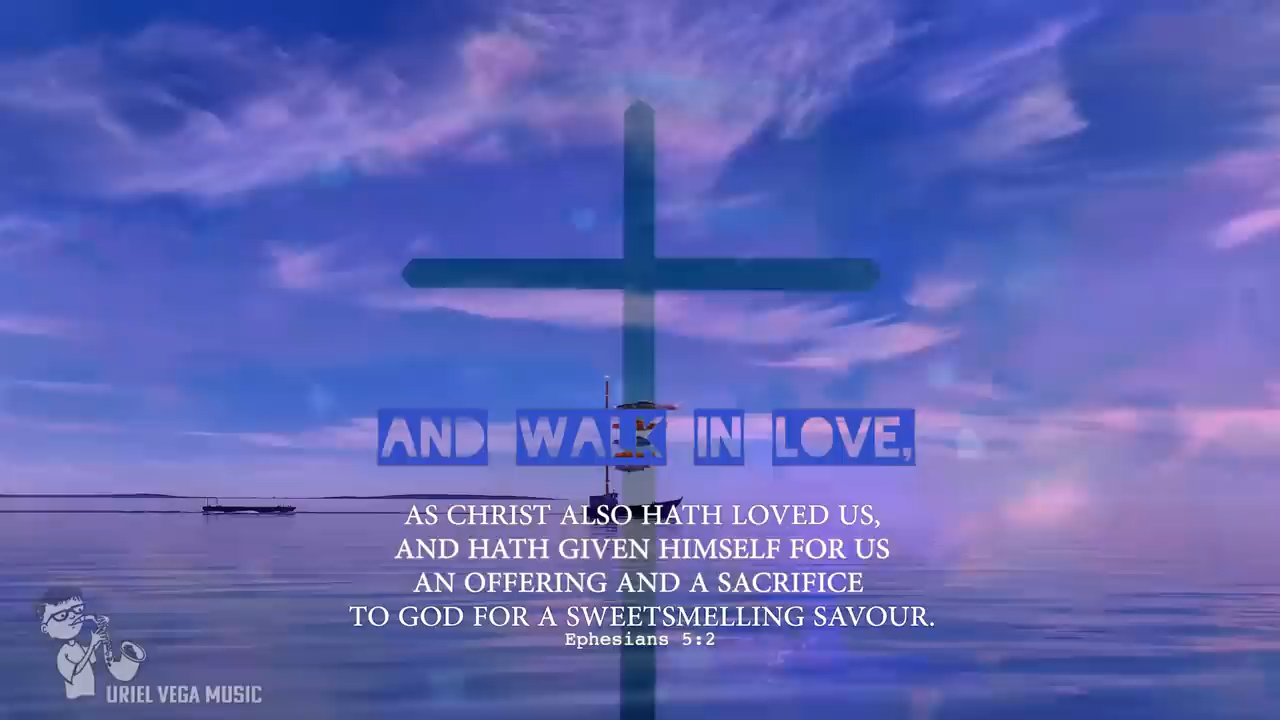 AND WALK IN LOVE,
AS CHRIST ALSO HATH LOVED US,
AND HATH GIVEN HIMSELF FOR US
AN OFFERING AND A SACRIFICE
TO GOD FOR A SWEETSMELLING SAVOUR.
Ephesians 5:2
URIEL VEGA MUSIC